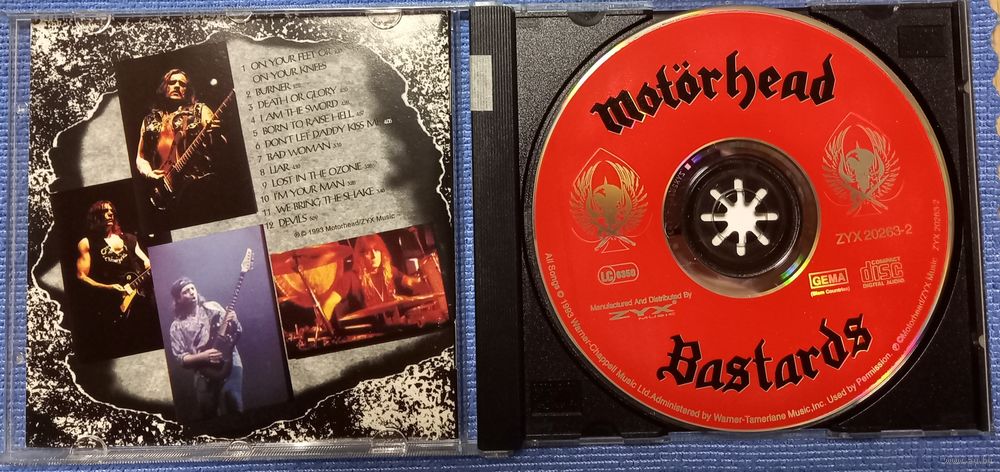 1 ON YOUR FEET OR
ON YOUR KNEES
2 BURNER
3 DEATH OR GLORY
4 I AM THE SWORD
5 BORN TO RAISE HELL
6 DON'T LET DADDY KISS ME
7 BAD WOMAN
8 LIAR
9 LOST IN THE OZONE
10 I'M YOUR MAN
11 WE BRING THE SHAKE
12 DEVILS
℗ © 1993 Motorhead/ZYX Music
Motörhead
ZYX 20263-2
LC 6350
GEMA
COMPACT
disc
DIGITAL AUDIO
Manufactured And Distributed By
ZYX
MUSIC
Bastards
All Songs © 1993 Warner-Chappell Music Ltd. Administered by Warner-Tamerlane Music, Inc. Used by Permission. ℗ © Motorhead/ZYX Music ZYX 20263-2